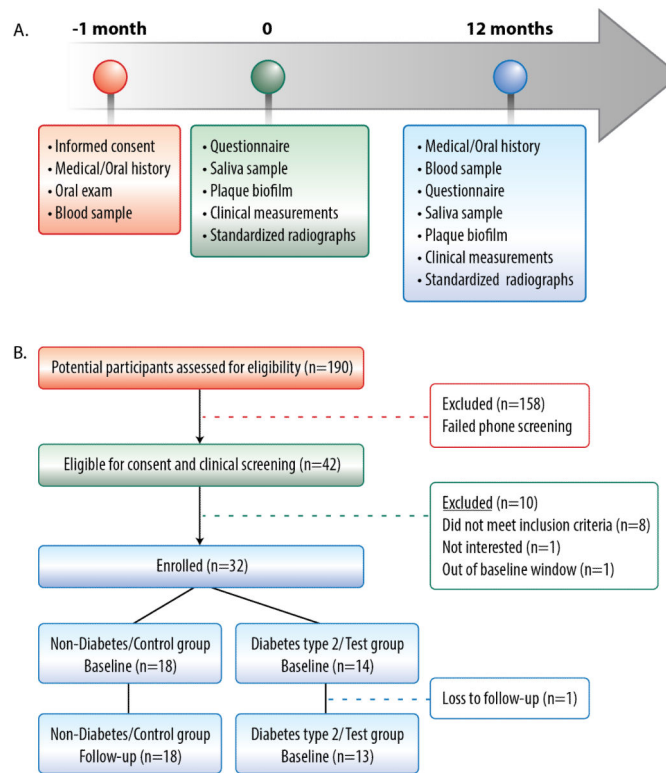 A.
-1 month
0
12 months
• Informed consent
• Medical/Oral history
• Oral exam
• Blood sample
• Questionnaire
• Saliva sample
• Plaque biofilm
• Clinical measurements
• Standardized radiographs
• Medical/Oral history
• Blood sample
• Questionnaire
• Saliva sample
• Plaque biofilm
• Clinical measurements
• Standardized radiographs
B.
Potential participants assessed for eligibility (n=190)
Excluded (n=158)
Failed phone screening
Eligible for consent and clinical screening (n=42)
Excluded (n=10)
Did not meet inclusion criteria (n=8)
Not interested (n=1)
Out of baseline window (n=1)
Enrolled (n=32)
Non-Diabetes/Control group
Baseline (n=18)
Diabetes type 2/Test group
Baseline (n=14)
Loss to follow-up (n=1)
Non-Diabetes/Control group
Follow-up (n=18)
Diabetes type 2/Test group
Baseline (n=13)